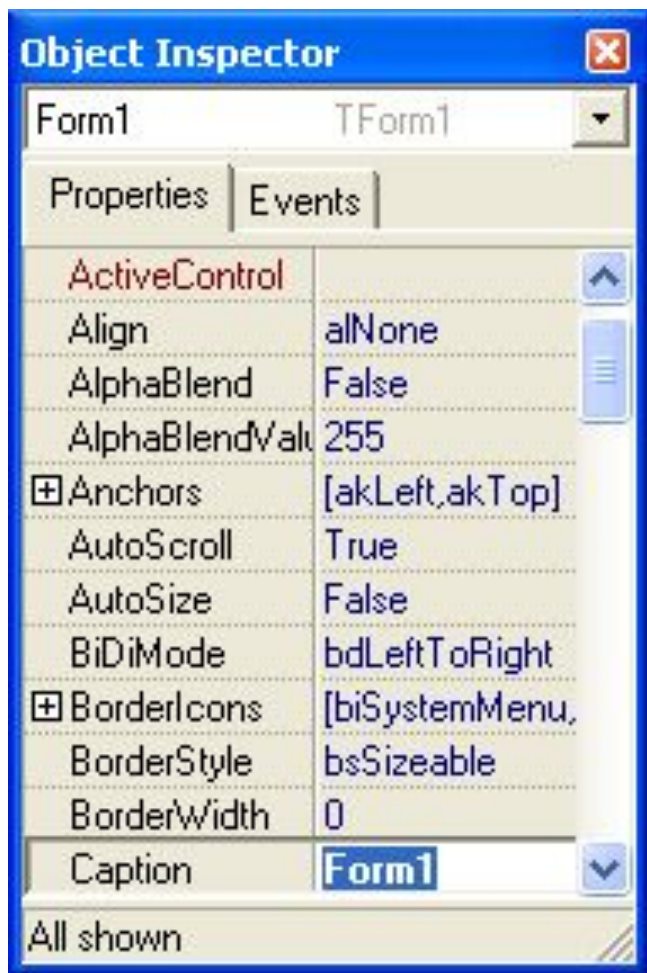 Object Inspector
Form1 TForm1
Properties Events
ActiveControl
Align alNone
AlphaBlend False
AlphaBlendValu 255
Anchors [akLeft,akTop]
AutoScroll True
AutoSize False
BiDiMode bdLeftToRight
BorderIcons [biSystemMenu,
BorderStyle bsSizeable
BorderWidth 0
Caption Form1
All shown